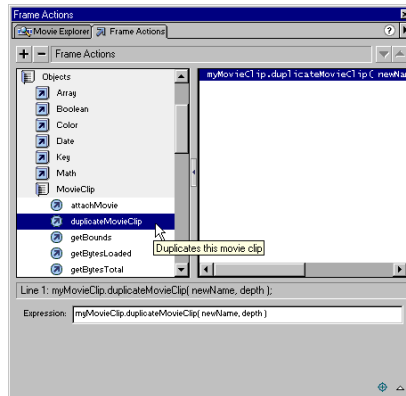 Frame Actions
Movie Explorer
Frame Actions
?
+ − Frame Actions
Objects
Array
Boolean
Color
Date
Key
Math
MovieClip
attachMovie
duplicateMovieClip
getBounds
getBytesLoaded
getBytesTotal
Duplicates this movie clip
myMovieClip.duplicateMovieClip( newNa
Line 1: myMovieClip.duplicateMovieClip( newName, depth );
Expression: myMovieClip.duplicateMovieClip( newName, depth )